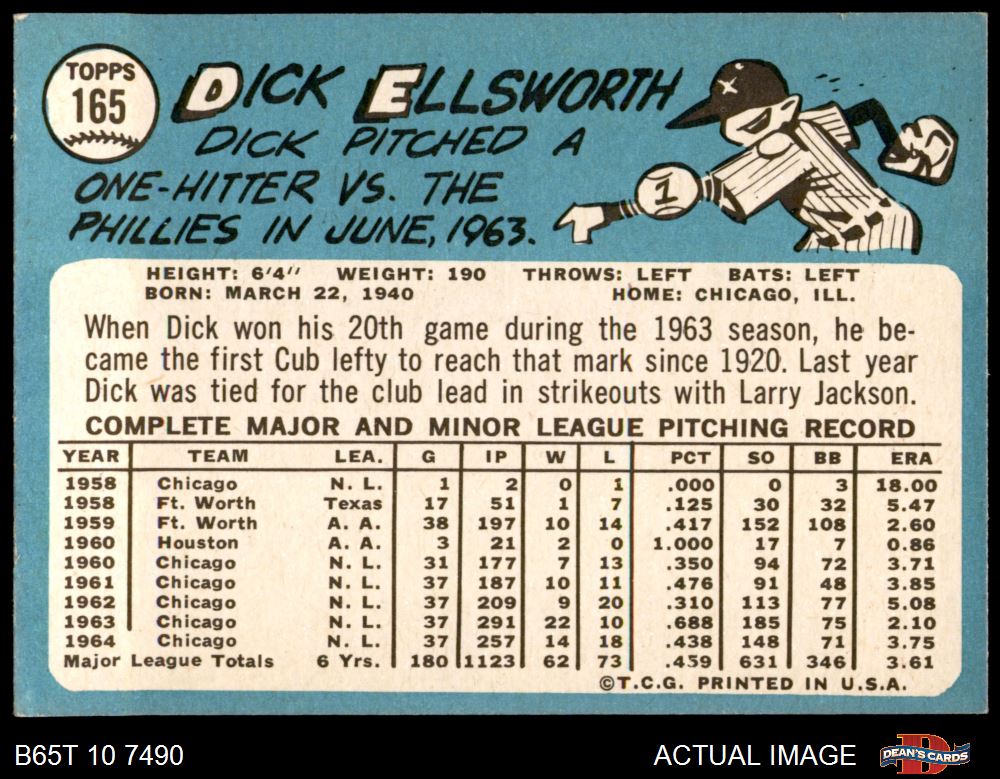 TOPPS
165
DICK ELLSWORTH
DICK PITCHED A
ONE-HITTER VS. THE
PHILLIES IN JUNE, 1963.
1
HEIGHT: 6'4" WEIGHT: 190 THROWS: LEFT BATS: LEFT
BORN: MARCH 22, 1940 HOME: CHICAGO, ILL.
When Dick won his 20th game during the 1963 season, he be-
came the first Cub lefty to reach that mark since 1920. Last year
Dick was tied for the club lead in strikeouts with Larry Jackson.
COMPLETE MAJOR AND MINOR LEAGUE PITCHING RECORD
YEAR TEAM LEA. G IP W L PCT SO BB ERA
1958 Chicago N. L. 1 2 0 1 .000 0 3 18.00
1958 Ft. Worth Texas 17 51 1 7 .125 30 32 5.47
1959 Ft. Worth A. A. 38 197 10 14 .417 152 108 2.60
1960 Houston A. A. 3 21 2 0 1.000 17 7 0.86
1960 Chicago N. L. 31 177 7 13 .350 94 72 3.71
1961 Chicago N. L. 37 187 10 11 .476 91 48 3.85
1962 Chicago N. L. 37 209 9 20 .310 113 77 5.08
1963 Chicago N. L. 37 291 22 10 .688 185 75 2.10
1964 Chicago N. L. 37 257 14 18 .438 148 71 3.75
Major League Totals 6 Yrs. 180 1123 62 73 .459 631 346 3.61
©T.C.G. PRINTED IN U.S.A.
B65T 10 7490 ACTUAL IMAGE DEAN'S CARDS